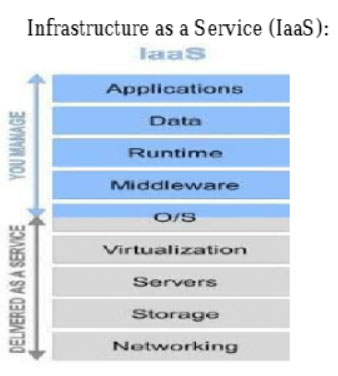 Infrastructure as a Service (IaaS):
IaaS
Applications
Data
Runtime
Middleware
O/S
Virtualization
Servers
Storage
Networking
YOU MANAGE
DELIVERED AS A SERVICE